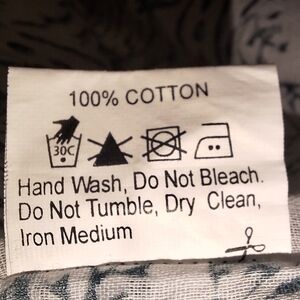 100% COTTON
30C
Hand Wash, Do Not Bleach.
Do Not Tumble, Dry Clean,
Iron Medium